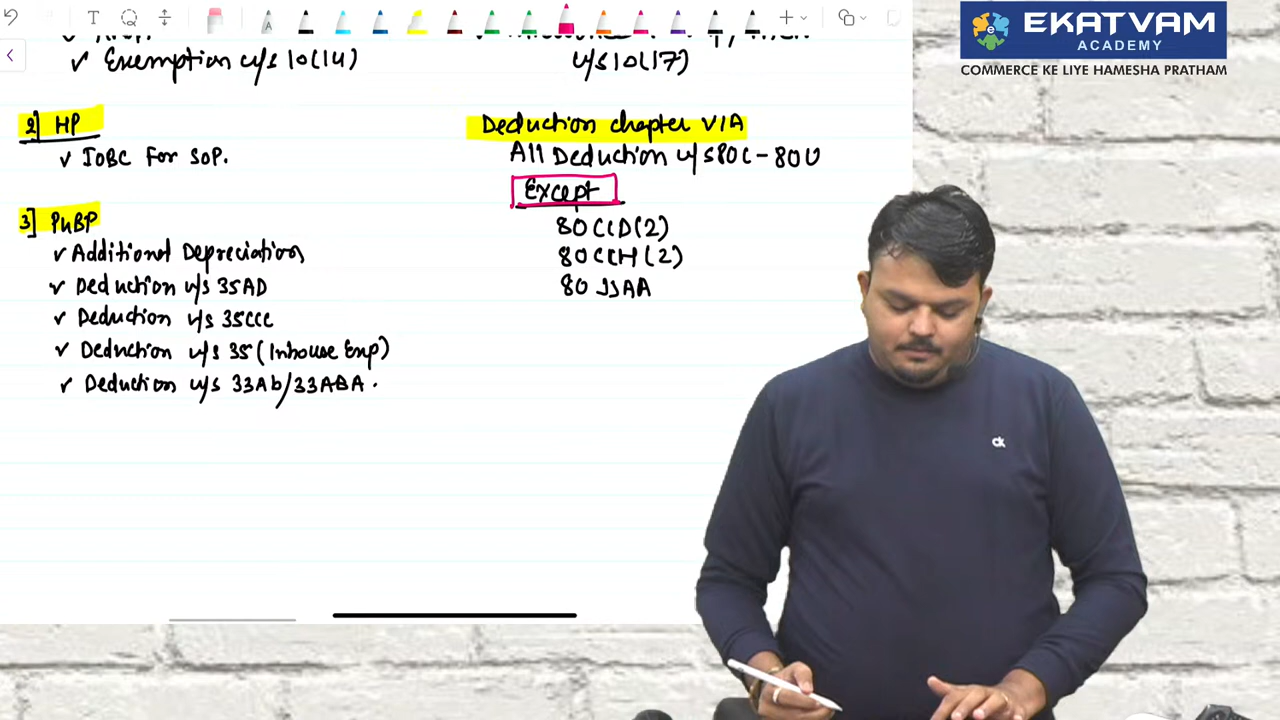 ✓ Exemption u/s 10(14)
u/s 10(17)
2] HP
✓ IOBC For SOP.
3] PUBP
✓ Additional Depreciation
✓ Deduction u/s 35AD
✓ Deduction u/s 35CCC
✓ Deduction u/s 35 (Inhouse Exp)
✓ Deduction u/s 33Ab/33ABA.
Deduction chapter VIA
All Deduction u/s 80C - 80U
Except
80CCD(2)
80CCH(2)
80JJAA
EKATVAM
ACADEMY
COMMERCE KE LIYE HAMESHA PRATHAM
ck